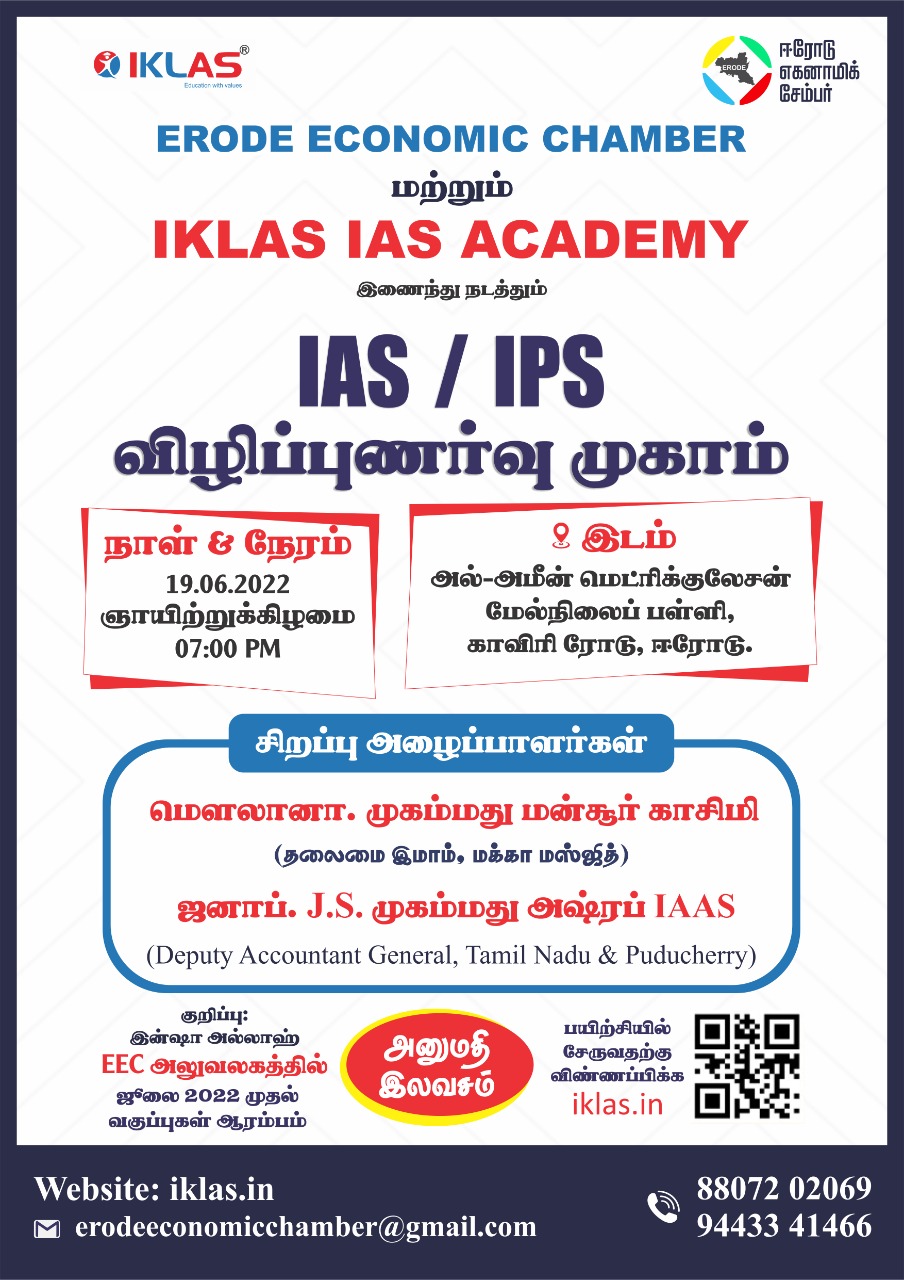 IKLAS®
Education with values
ERODE
ஈரோடு
எகனாமிக்
சேம்பர்
ERODE ECONOMIC CHAMBER
மற்றும்
IKLAS IAS ACADEMY
இணைந்து நடத்தும்
IAS / IPS
விழிப்புணர்வு முகாம்
நாள் & நேரம்
19.06.2022
ஞாயிற்றுக்கிழமை
07:00 PM
இடம்
அல்-அமீன் மெட்ரிக்குலேசன்
மேல்நிலைப் பள்ளி,
காவிரி ரோடு, ஈரோடு.
சிறப்பு அழைப்பாளர்கள்
மௌலானா. முகம்மது மன்சூர் காசிமி
(தலைமை இமாம், மக்கா மஸ்ஜித்)
ஜனாப். J.S. முகம்மது அஷ்ரப் IAAS
(Deputy Accountant General, Tamil Nadu & Puducherry)
குறிப்பு:
இன்ஷா அல்லாஹ்
EEC அலுவலகத்தில்
ஜூலை 2022 முதல்
வகுப்புகள் ஆரம்பம்
அனுமதி
இலவசம்
பயிற்சியில்
சேருவதற்கு
விண்ணப்பிக்க
iklas.in
Website: iklas.in
erodeeconomicchamber@gmail.com
88072 02069
94433 41466